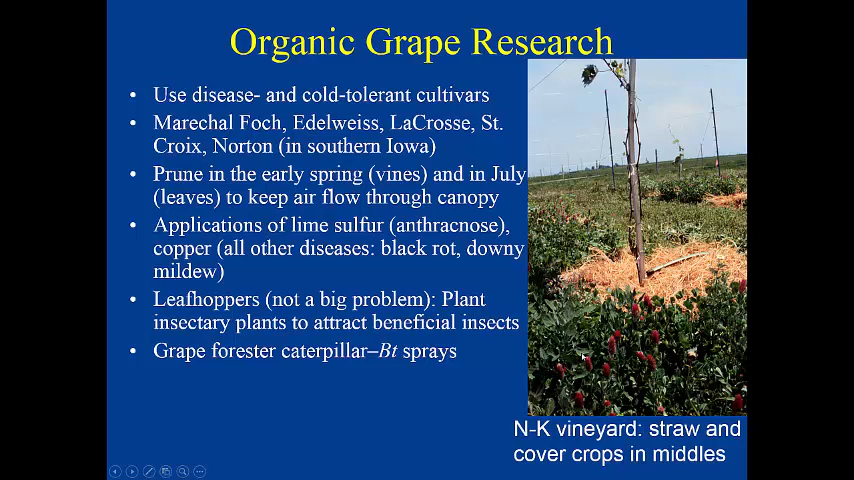 Organic Grape Research
• Use disease- and cold-tolerant cultivars
• Marechal Foch, Edelweiss, LaCrosse, St.
Croix, Norton (in southern Iowa)
• Prune in the early spring (vines) and in July
(leaves) to keep air flow through canopy
• Applications of lime sulfur (anthracnose),
copper (all other diseases: black rot, downy
mildew)
• Leafhoppers (not a big problem): Plant
insectary plants to attract beneficial insects
• Grape forester caterpillar–Bt sprays
N-K vineyard: straw and
cover crops in middles